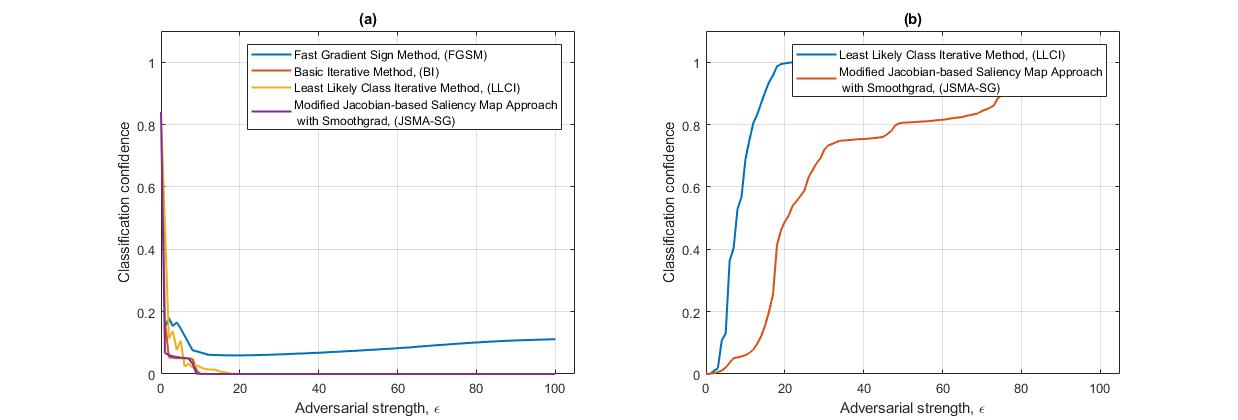 (a)
Classification confidence
1
0.8
0.6
0.4
0.2
0
Fast Gradient Sign Method, (FGSM)
Basic Iterative Method, (BI)
Least Likely Class Iterative Method, (LLCI)
Modified Jacobian-based Saliency Map Approach
with Smoothgrad, (JSMA-SG)
0 20 40 60 80 100
Adversarial strength, ϵ
(b)
Classification confidence
1
0.8
0.6
0.4
0.2
0
Least Likely Class Iterative Method, (LLCI)
Modified Jacobian-based Saliency Map Approach
with Smoothgrad, (JSMA-SG)
0 20 40 60 80 100
Adversarial strength, ϵ